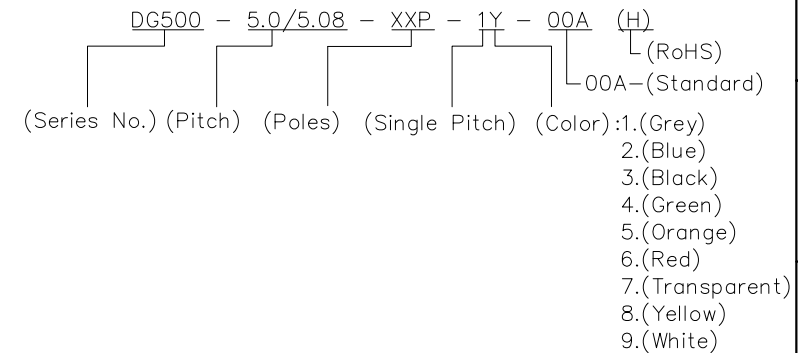 DG500 - 5.0/5.08 - XXP - 1Y - 00A (H)
(RoHS)
00A-(Standard)
(Series No.) (Pitch) (Poles) (Single Pitch) (Color):1.(Grey)
2.(Blue)
3.(Black)
4.(Green)
5.(Orange)
6.(Red)
7.(Transparent)
8.(Yellow)
9.(White)